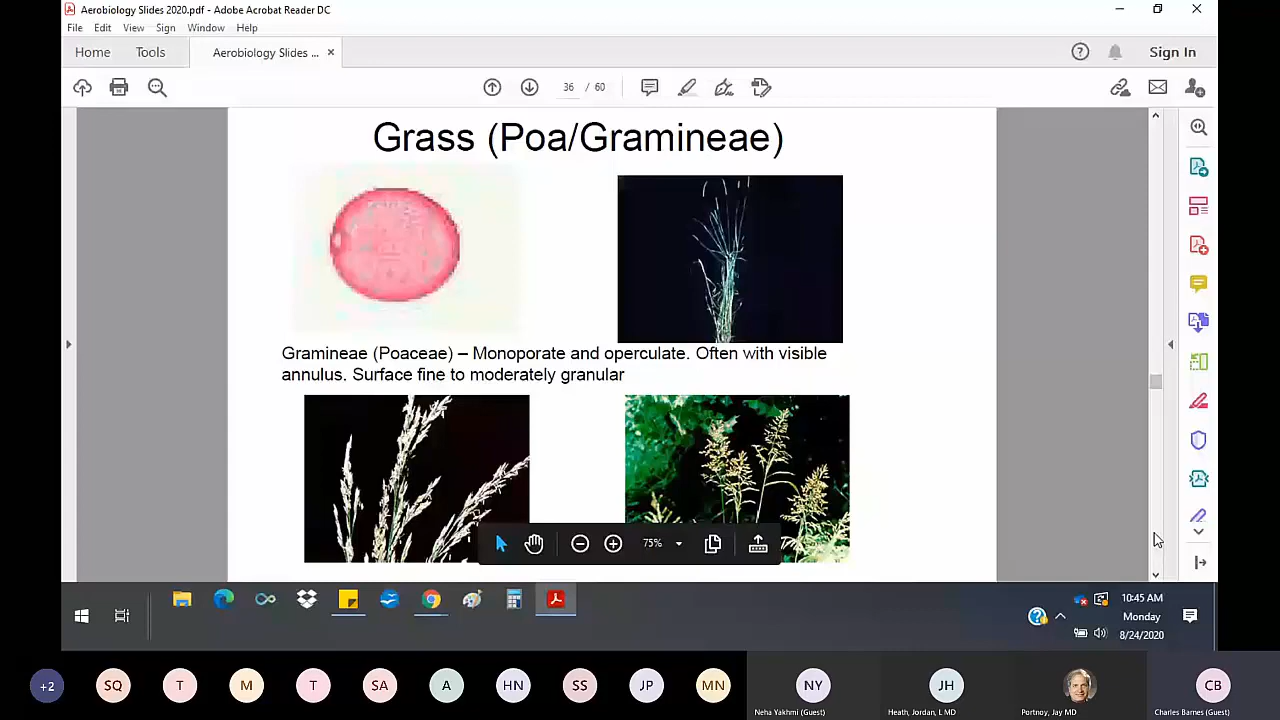 Aerobiology Slides 2020.pdf - Adobe Acrobat Reader DC
File Edit View Sign Window Help
Home Tools Aerobiology Slides ... × Sign In
36 / 60
Grass (Poa/Gramineae)
Gramineae (Poaceae) – Monoporate and operculate. Often with visible
annulus. Surface fine to moderately granular
75%
10:45 AM
Monday
8/24/2020
+2 SQ T M T SA A HN SS JP MN NY JH CB
Neha Yakhmi (Guest) Heath, Jordan, L MD Portnoy, Jay MD Charles Barnes (Guest)